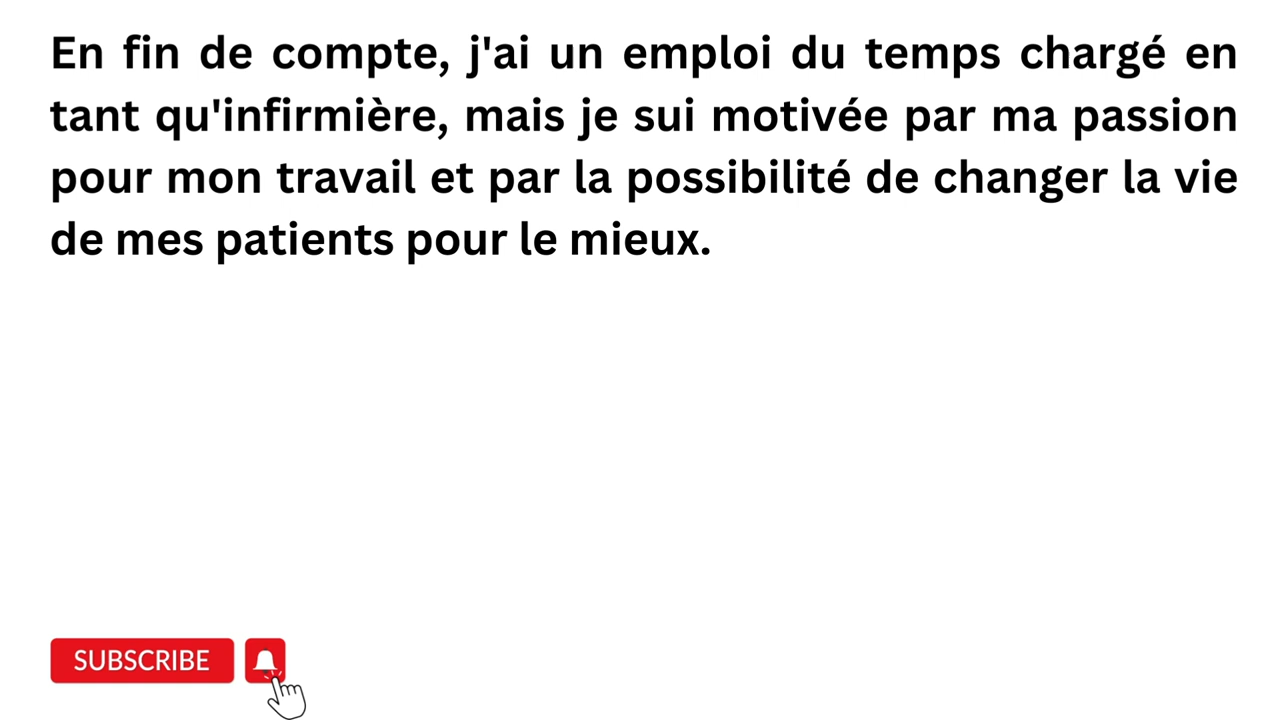 En fin de compte, j'ai un emploi du temps chargé en
tant qu'infirmière, mais je sui motivée par ma passion
pour mon travail et par la possibilité de changer la vie
de mes patients pour le mieux.
SUBSCRIBE